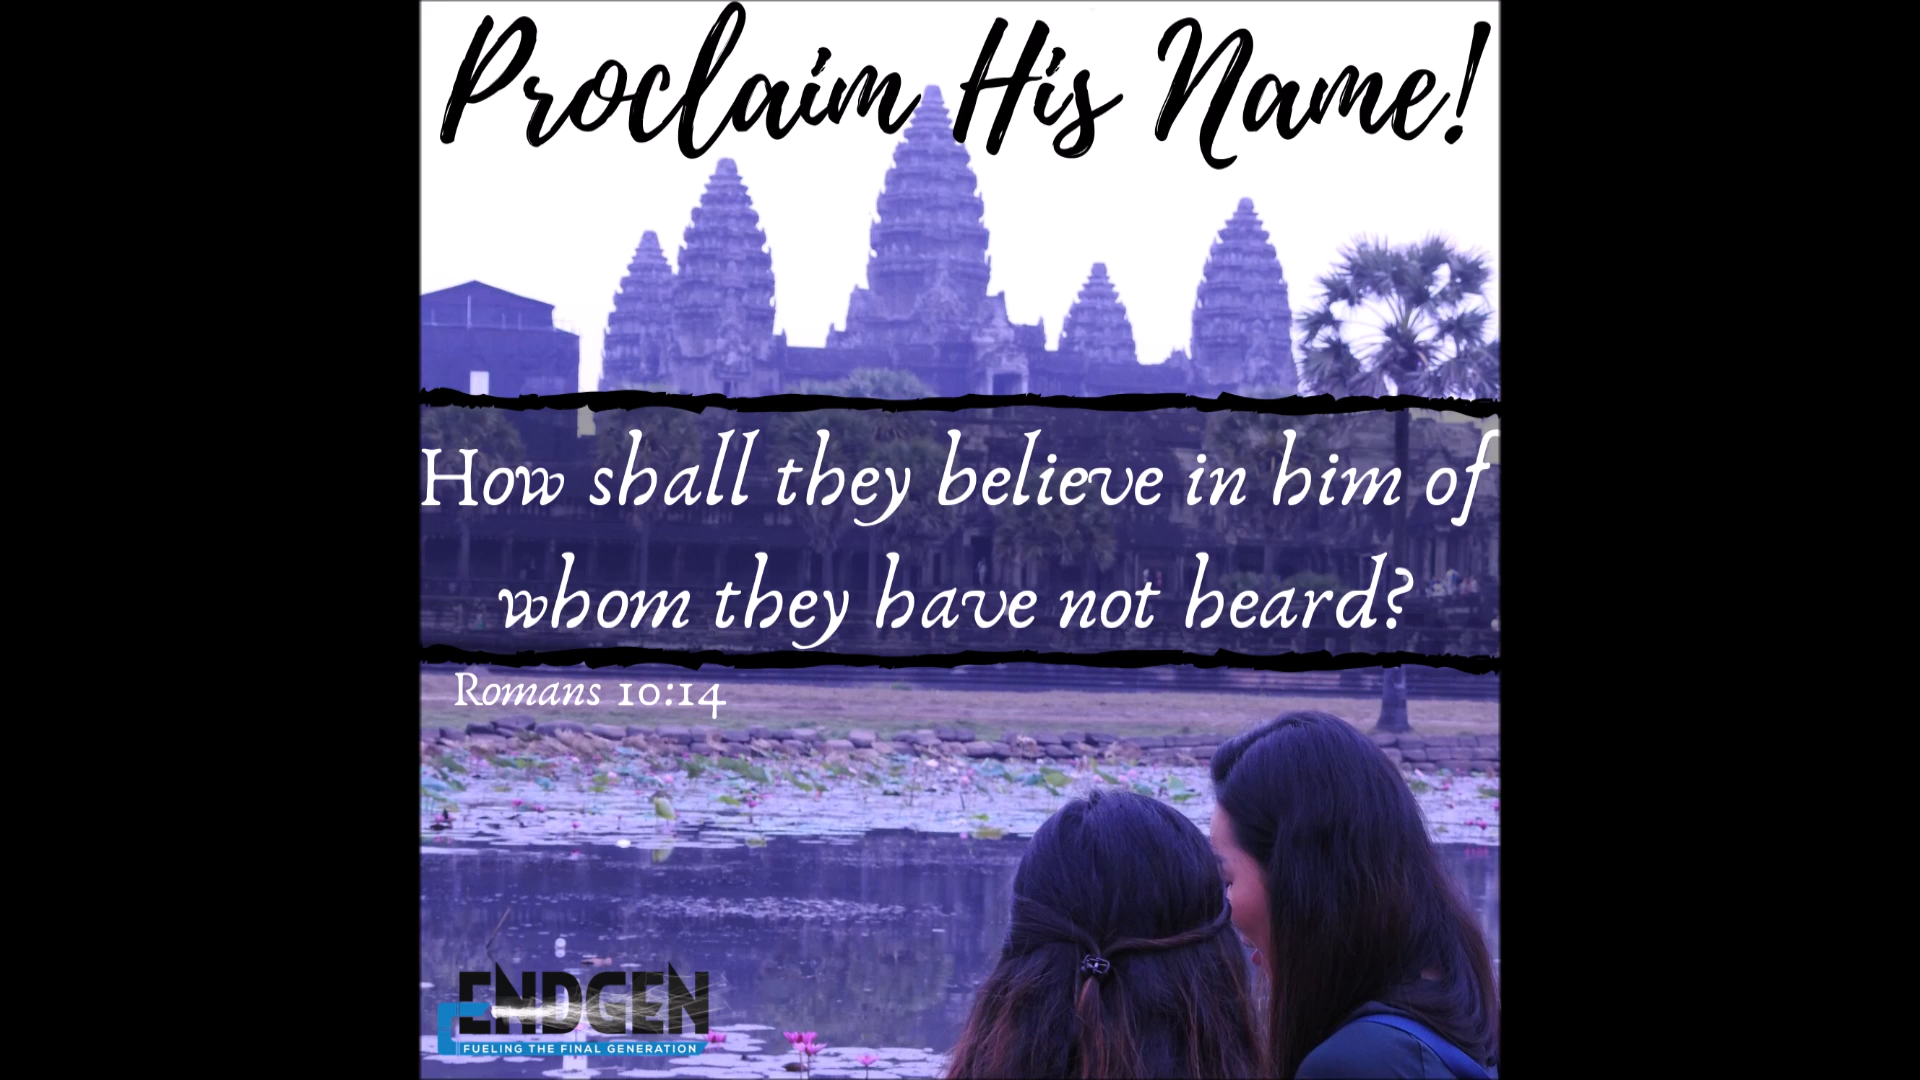 Proclaim His Name!
How shall they believe in him of
whom they have not heard?
Romans 10:14
ENDGEN
FUELING THE FINAL GENERATION